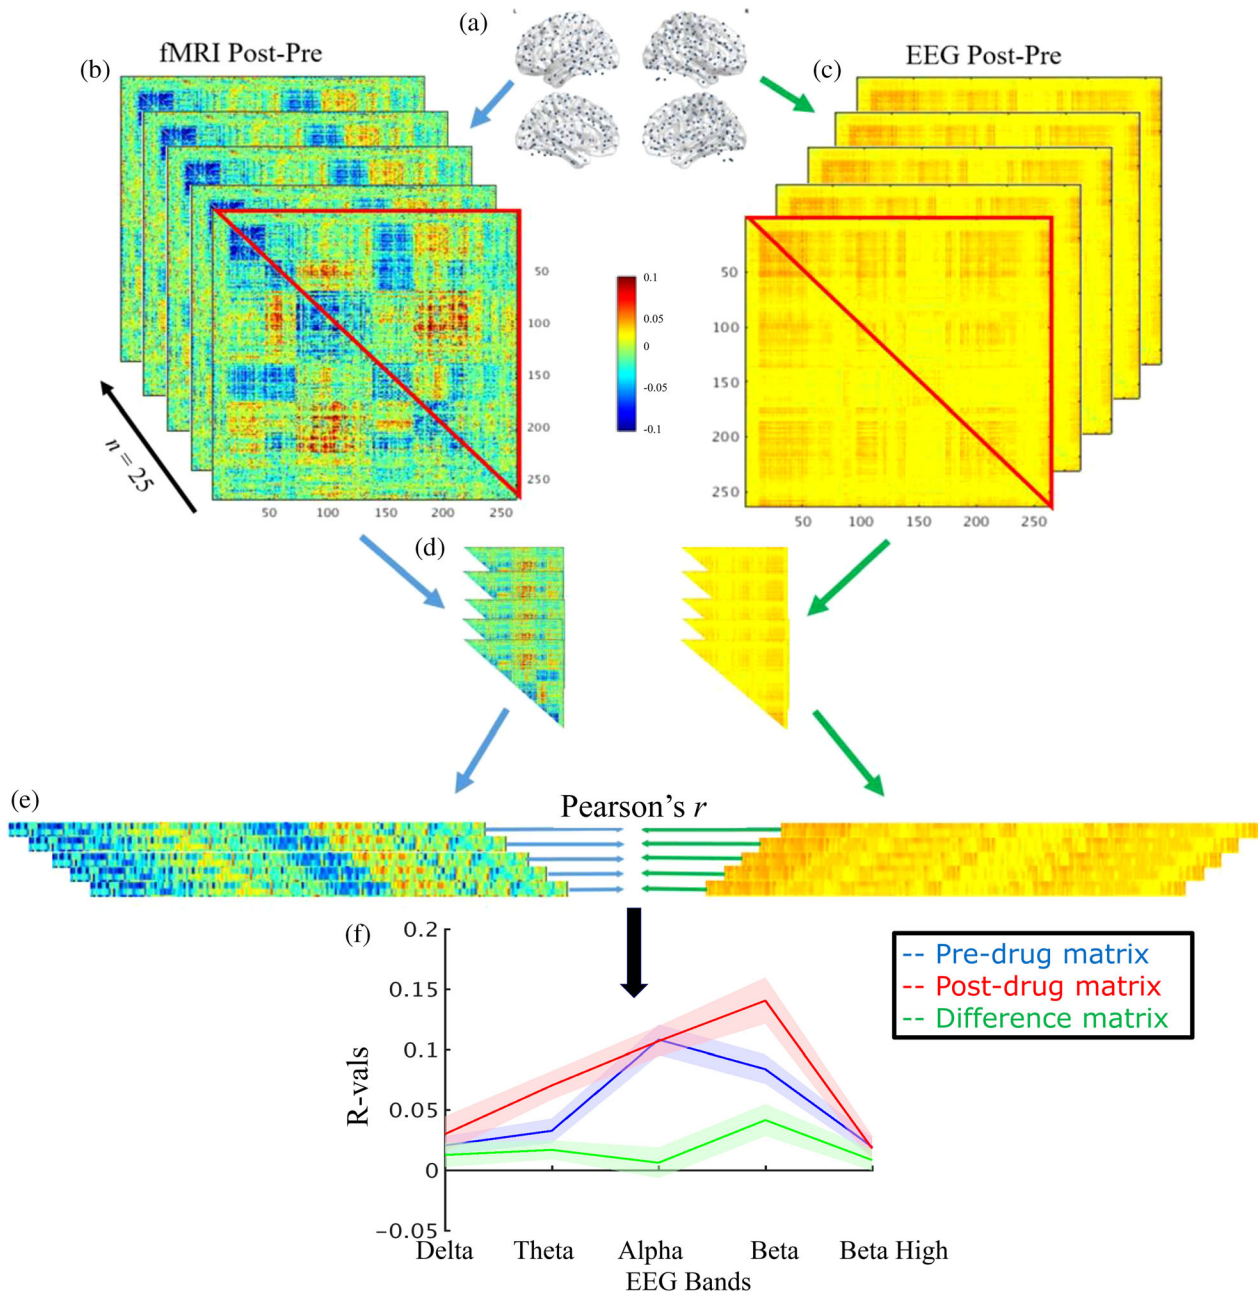 (a)
L
R
fMRI Post-Pre
EEG Post-Pre
(b)
(c)
50
100
150
200
250
50
100
150
200
250
n = 25
0.1
0.05
0
-0.05
-0.1
50
100
150
200
250
50
100
150
200
250
(d)
(e)
Pearson's r
(f)
0.2
0.15
0.1
0.05
0
-0.05
R-vals
Delta
Theta
Alpha
Beta
Beta High
EEG Bands
-- Pre-drug matrix
-- Post-drug matrix
-- Difference matrix